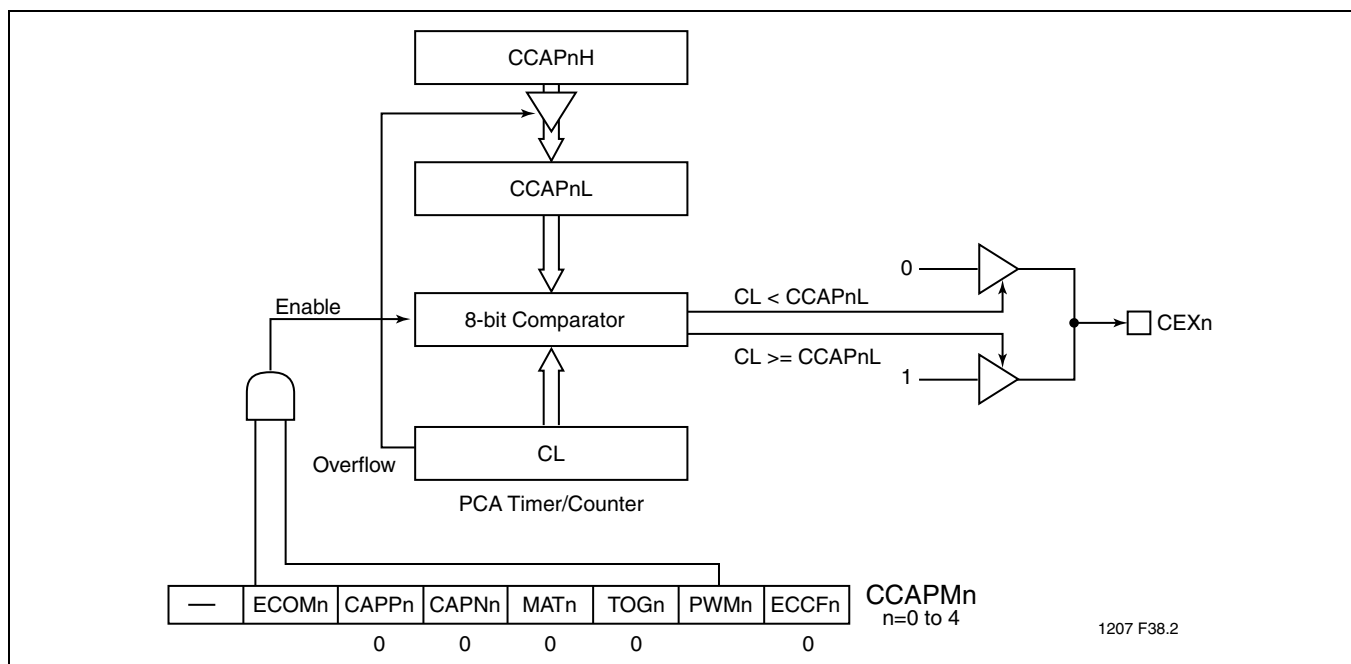 CCAPnH
CCAPnL
0
CL < CCAPnL
Enable
8-bit Comparator
CEXn
CL >= CCAPnL
1
Overflow
CL
PCA Timer/Counter
— ECOMn CAPPn CAPNn MATn TOGn PWMn ECCFn CCAPMn
n=0 to 4
0 0 0 0 0
1207 F38.2